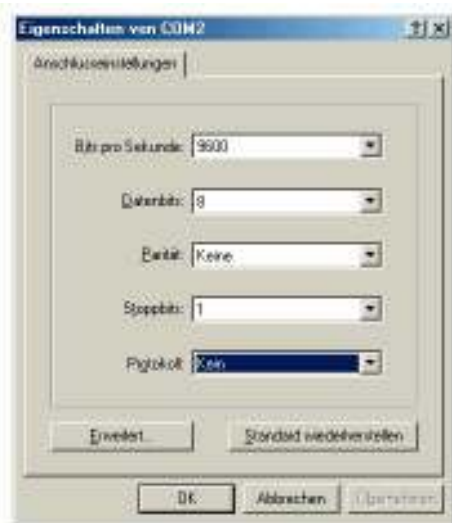 Eigenschaften von COM2
Anschlusseinstellungen
Bits pro Sekunde: 9600
Datenbits: 8
Parität: Keine
Stoppbits: 1
Protokoll: Kein
Erweitert...
Standard wiederherstellen
OK
Abbrechen
Übernehmen